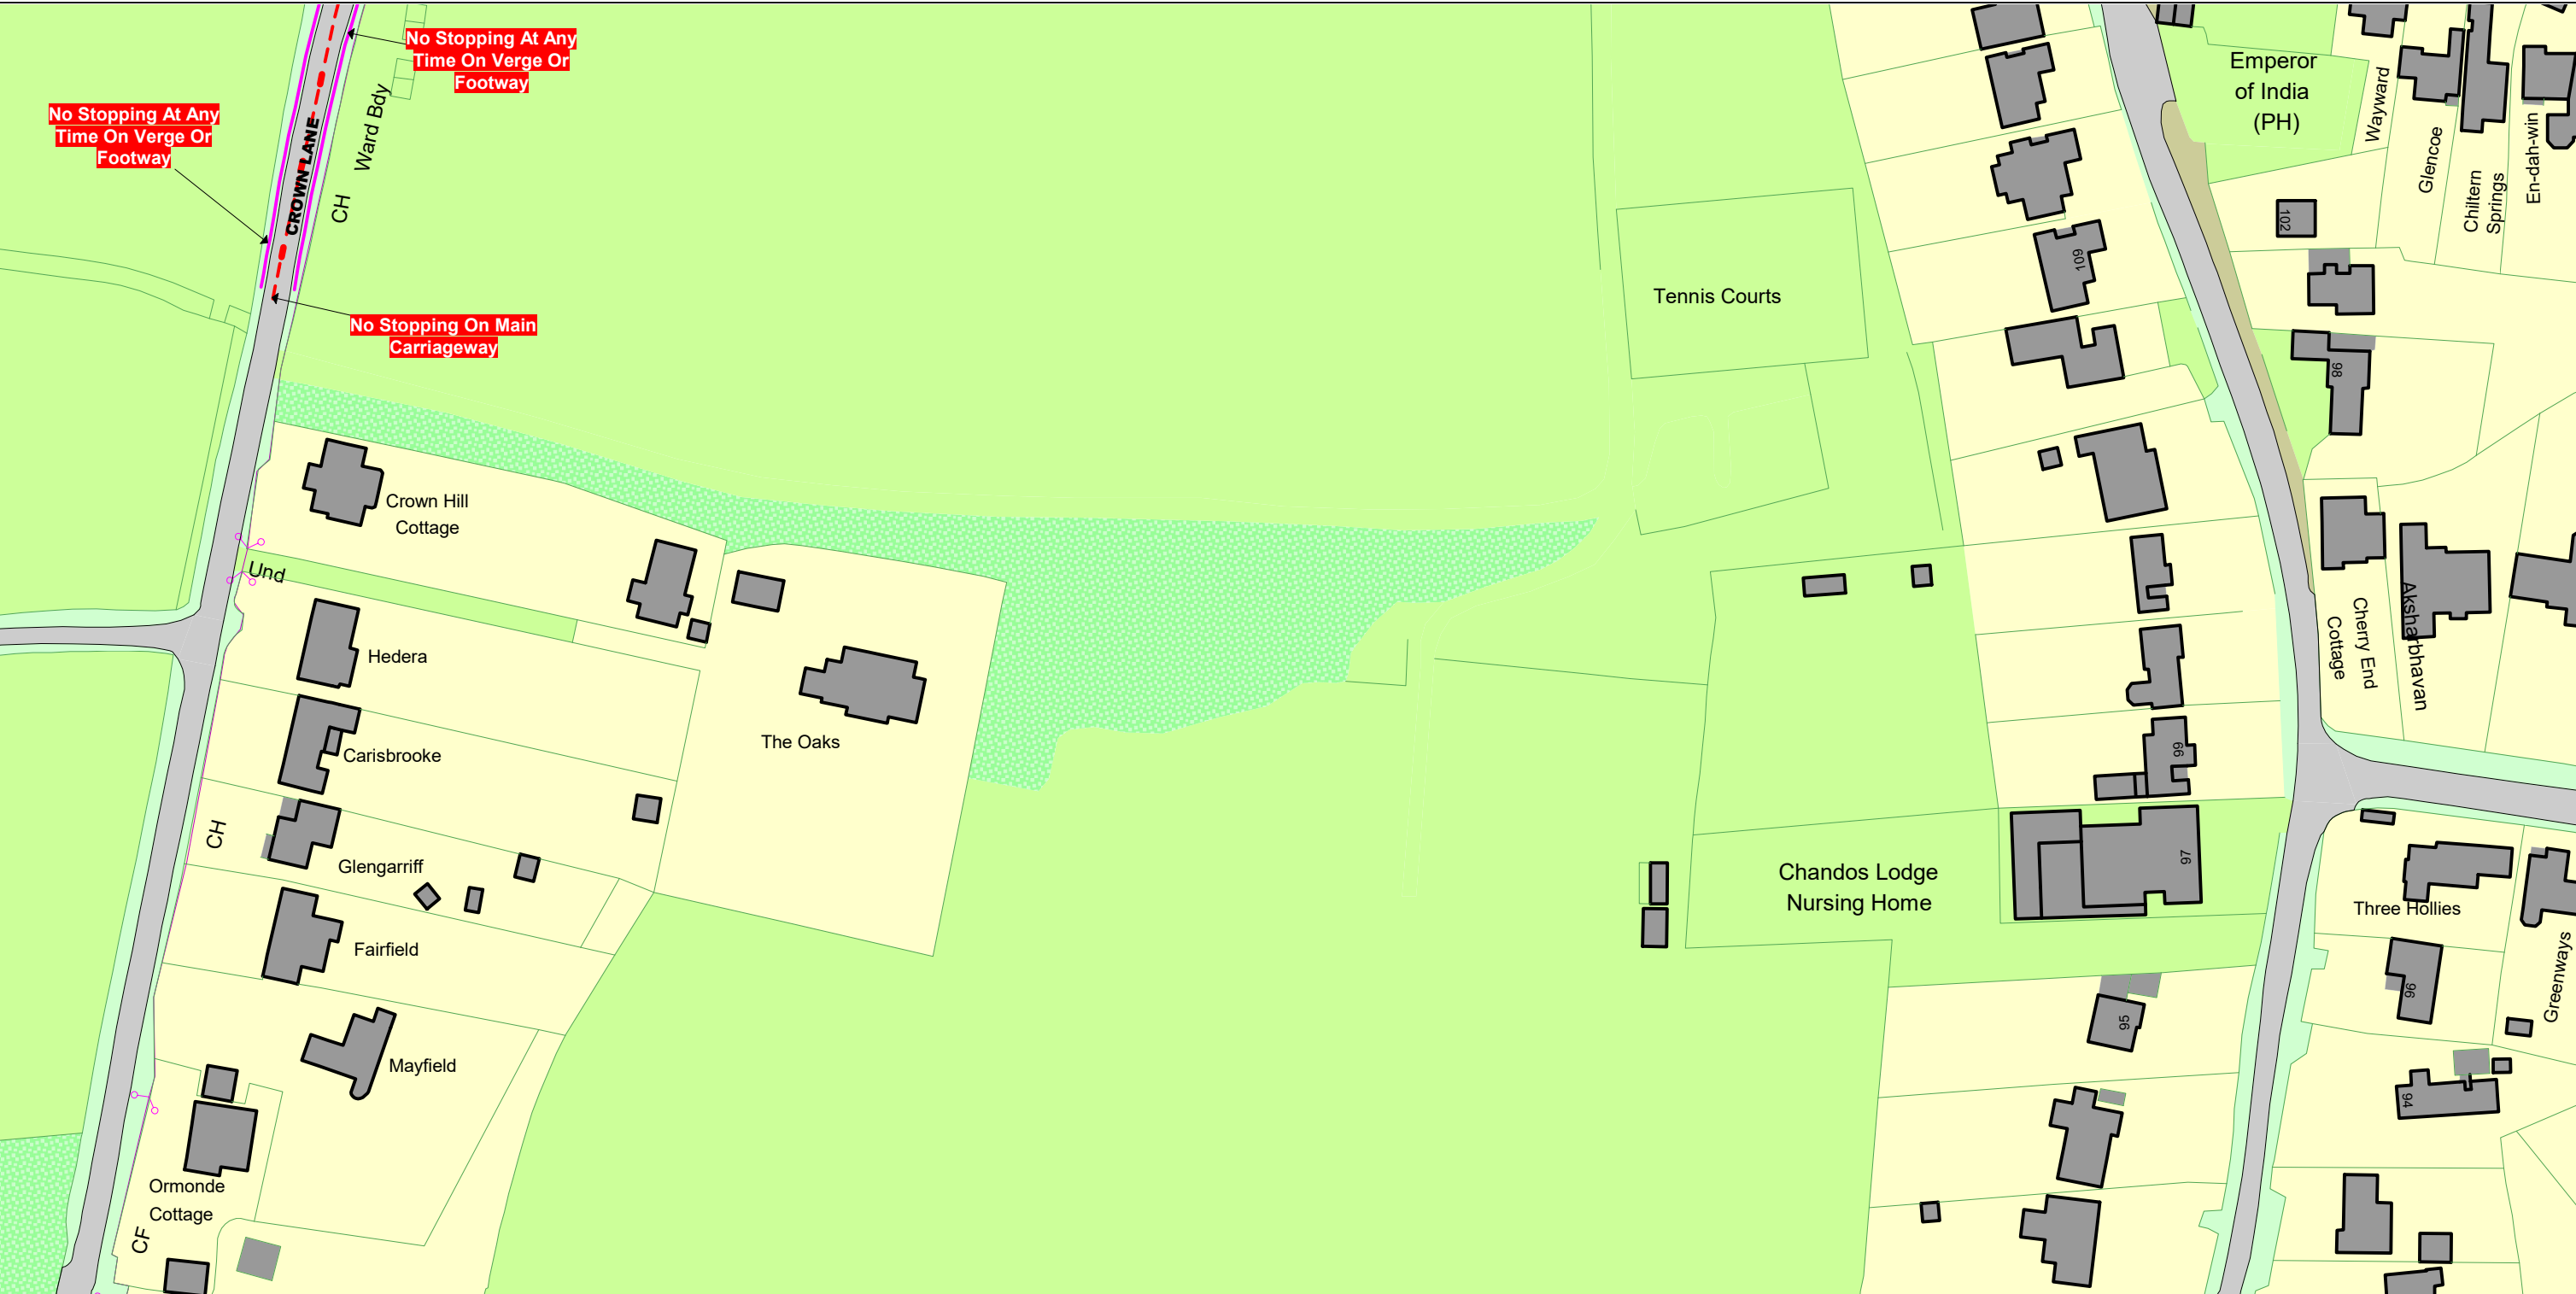 No Stopping At Any
Time On Verge Or
Footway
No Stopping At Any
Time On Verge Or
Footway
CROWN LANE
Ward Bdy
CH
No Stopping On Main
Carriageway
Emperor
of India
(PH)
Wayward
Glencoe
Chiltern
Springs
En-dah-win
102
109
Tennis Courts
98
Crown Hill
Cottage
Und
Hedera
Carisbrooke
The Oaks
CH
Glengarriff
Fairfield
Mayfield
Ormonde
Cottage
CF
Cherry End
Cottage
Aksharbhavan
99
97
Chandos Lodge
Nursing Home
Three Hollies
96
Greenways
95
94